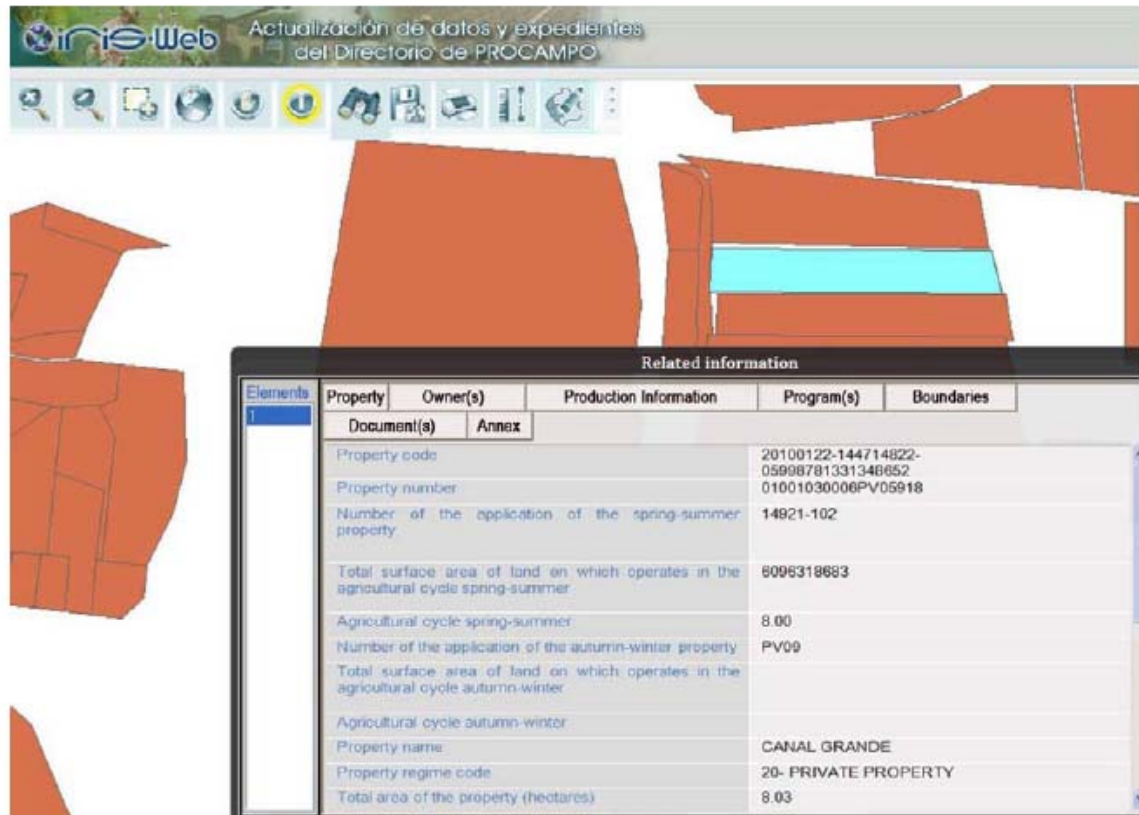 iris-Web
Actualización de datos y expedientes
del Directorio de PROCAMPO
Related information
Elements
1
Property Owner(s) Production Information Program(s) Boundaries
Document(s) Annex
Property code 20100122-144714822-
05998781331348652
Property number 01001030006PV05918
Number of the application of the spring-summer 14921-102
property
Total surface area of land on which operates in the 6096318683
agricultural cycle spring-summer
Agricultural cycle spring-summer 8.00
Number of the application of the autumn-winter property PV09
Total surface area of land on which operates in the
agricultural cycle autumn-winter
Agricultural cycle autumn-winter
Property name CANAL GRANDE
Property regime code 20- PRIVATE PROPERTY
Total area of the property (hectares) 8.03